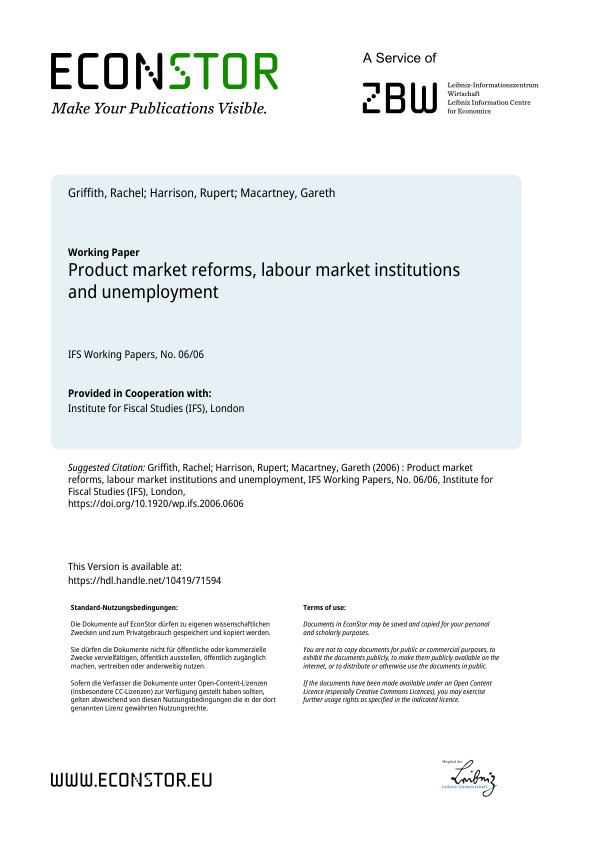 ECONSTOR
Make Your Publications Visible.
A Service of
ZBW
Leibniz-Informationszentrum
Wirtschaft
Leibniz Information Centre
for Economics
Griffith, Rachel; Harrison, Rupert; Macartney, Gareth
Working Paper
Product market reforms, labour market institutions
and unemployment
IFS Working Papers, No. 06/06
Provided in Cooperation with:
Institute for Fiscal Studies (IFS), London
Suggested Citation: Griffith, Rachel; Harrison, Rupert; Macartney, Gareth (2006) : Product market
reforms, labour market institutions and unemployment, IFS Working Papers, No. 06/06, Institute for
Fiscal Studies (IFS), London,
https://doi.org/10.1920/wp.ifs.2006.0606
This Version is available at:
https://hdl.handle.net/10419/71594
Standard-Nutzungsbedingungen:
Die Dokumente auf EconStor dürfen zu eigenen wissenschaftlichen
Zwecken und zum Privatgebrauch gespeichert und kopiert werden.
Sie dürfen die Dokumente nicht für öffentliche oder kommerzielle
Zwecke vervielfältigen, öffentlich ausstellen, öffentlich zugänglich
machen, vertreiben oder anderweitig nutzen.
Sofern die Verfasser die Dokumente unter Open-Content-Lizenzen
(insbesondere CC-Lizenzen) zur Verfügung gestellt haben sollten,
gelten abweichend von diesen Nutzungsbedingungen die in der dort
genannten Lizenz gewährten Nutzungsrechte.
Terms of use:
Documents in EconStor may be saved and copied for your personal
and scholarly purposes.
You are not to copy documents for public or commercial purposes, to
exhibit the documents publicly, to make them publicly available on the
internet, or to distribute or otherwise use the documents in public.
If the documents have been made available under an Open Content
Licence (especially Creative Commons Licences), you may exercise
further usage rights as specified in the indicated licence.
WWW.ECONSTOR.EU
Mitglied der
Leibniz
Leibniz-Gemeinschaft